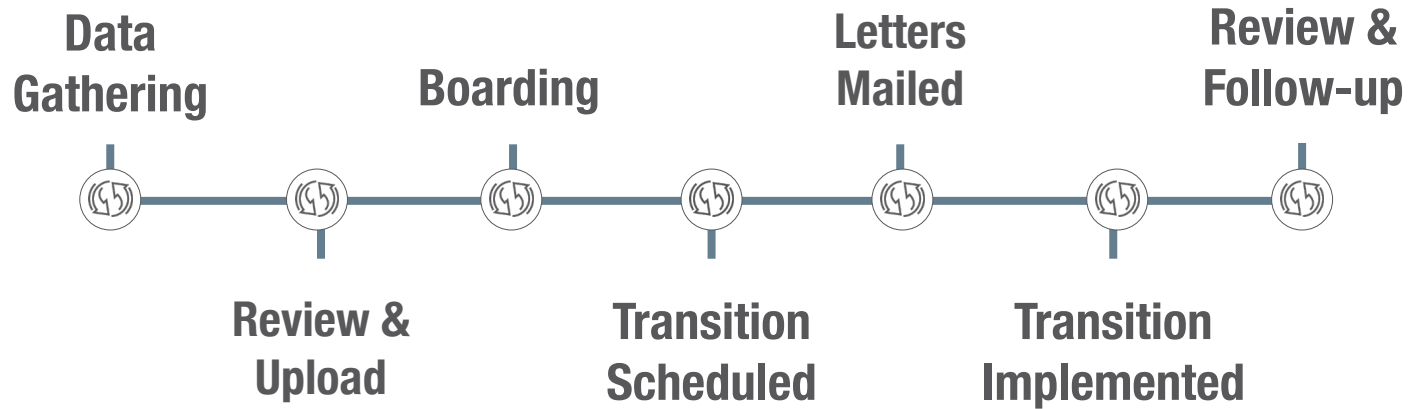 Data
Gathering
Review &
Upload
Boarding
Transition
Scheduled
Letters
Mailed
Transition
Implemented
Review &
Follow-up